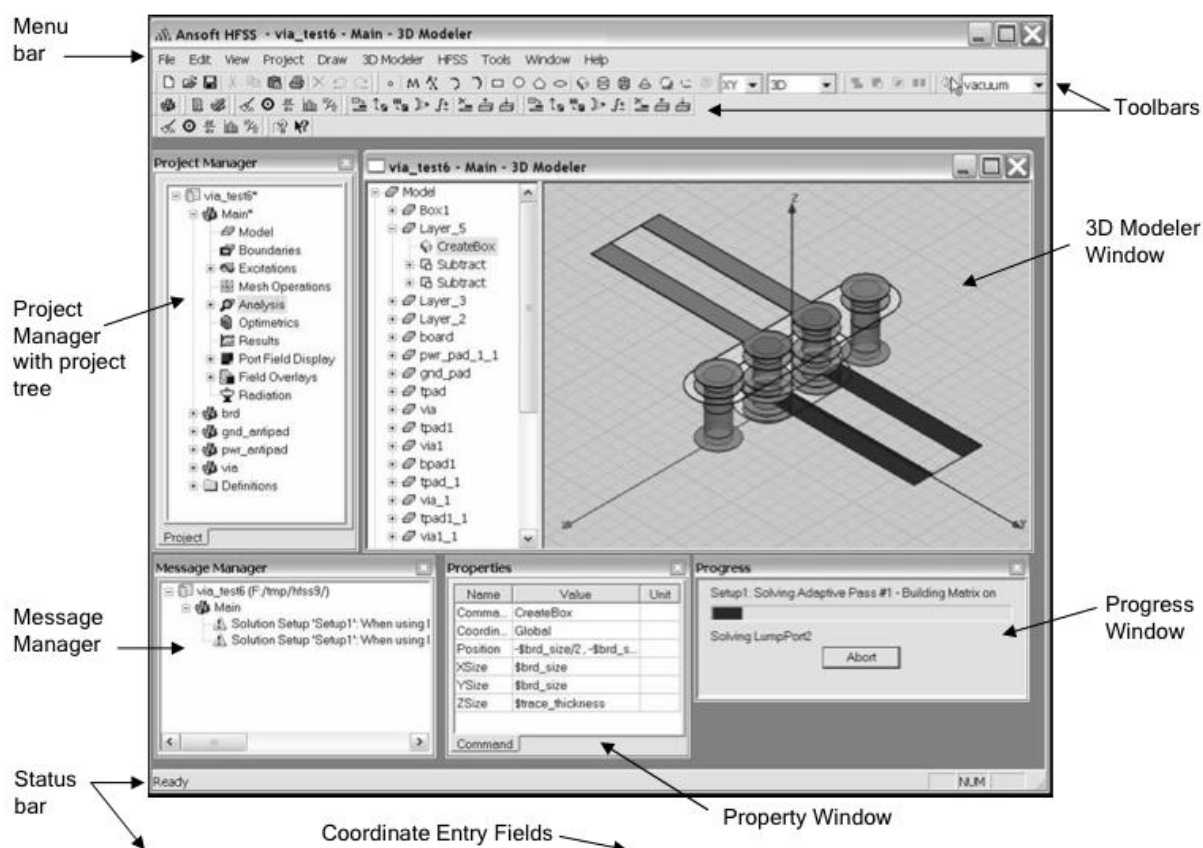 Menu bar
Ansoft HFSS - via_test6 - Main - 3D Modeler
File Edit View Project Draw 3D Modeler HFSS Tools Window Help
XY 3D vacuum
Toolbars
Project Manager
via_test6*
Main*
Model
Boundaries
Excitations
Mesh Operations
Analysis
Optimetrics
Results
Port Field Display
Field Overlays
Radiation
brd
gnd_antipad
pwr_antipad
via
Definitions
Project
Project Manager with project tree
via_test6 - Main - 3D Modeler
Model
Box1
Layer_5
CreateBox
Subtract
Subtract
Layer_3
Layer_2
board
pwr_pad_1_1
gnd_pad
tpad
via
tpad1
via1
bpad1
tpad_1
via_1
tpad1_1
via1_1
Z
3D Modeler Window
Message Manager
via_test6 (F:/tmp/hfss9/)
Main
Solution Setup 'Setup1': When using l
Solution Setup 'Setup1': When using l
Message Manager
Properties
Name Value Unit
Comma... CreateBox
Coordin... Global
Position -$brd_size/2 , -$brd_s...
XSize $brd_size
YSize $brd_size
ZSize $trace_thickness
Command
Progress
Setup1: Solving Adaptive Pass #1 - Building Matrix on
Solving LumpPort2
Abort
Progress Window
Status bar
Ready
NUM
Property Window
Coordinate Entry Fields